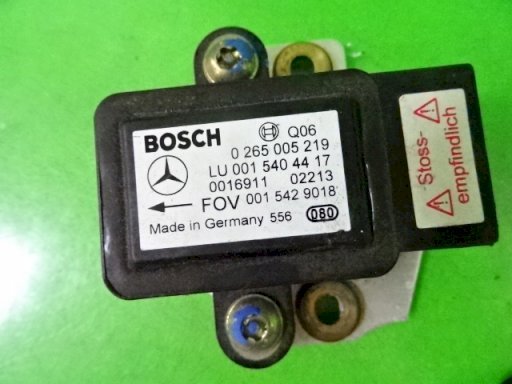 BOSCH Q06
0 265 005 219
LU 001 540 44 17
0016911 02213
FOV 001 542 9018
Made in Germany 556 080
Stoss-
empfindlich